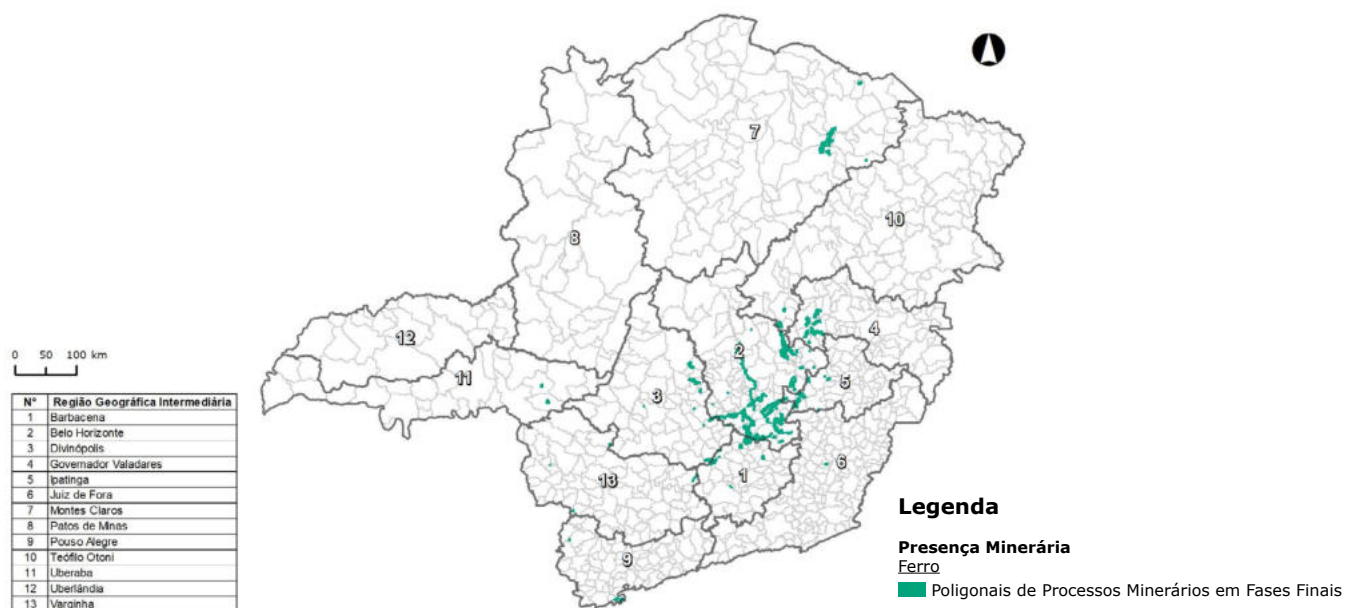 7
10
8
4
12
2
5
11
3
6
1
13
9
0 50 100 km
Nº Região Geográfica Intermediária
1 Barbacena
2 Belo Horizonte
3 Divinópolis
4 Governador Valadares
5 Ipatinga
6 Juiz de Fora
7 Montes Claros
8 Patos de Minas
9 Pouso Alegre
10 Teófilo Otoni
11 Uberaba
12 Uberlândia
13 Varginha
Legenda
Presença Minerária
Ferro
Poligonais de Processos Minerários em Fases Finais